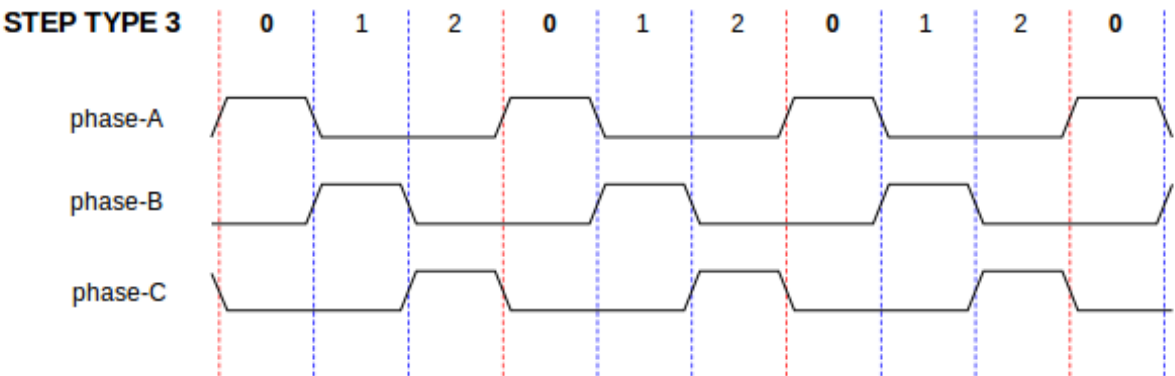 STEP TYPE 3 0 1 2 0 1 2 0 1 2 0
phase-A
phase-B
phase-C